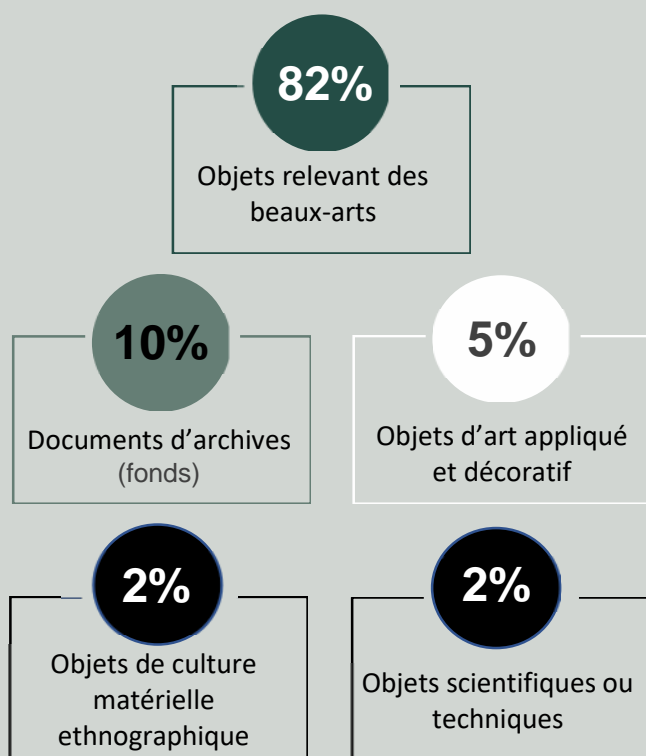 82%
Objets relevant des
beaux-arts
10%
Documents d’archives
(fonds)
5%
Objets d’art appliqué
et décoratif
2%
Objets de culture
matérielle
ethnographique
2%
Objets scientifiques ou
techniques